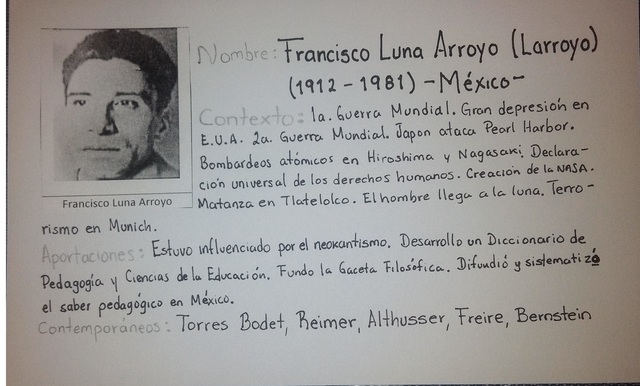 Nombre: Francisco Luna Arroyo (Larroyo)
(1912 - 1981) - México -
Contexto: 1a. Guerra Mundial. Gran depresión en
E.U.A. 2a. Guerra Mundial. Japon ataca Pearl Harbor.
Bombardeos atómicos en Hiroshima y Nagasaki. Declara-
ción universal de los derechos humanos. Creación de la NASA.
Matanza en Tlatelolco. El hombre llega a la luna. Terro-
Francisco Luna Arroyo
rismo en Munich.
Aportaciones: Estuvo influenciado por el neokantismo. Desarrollo un Diccionario de
Pedagogía y Ciencias de la Educación. Fundo la Gaceta Filosófica. Difundió y sistematizó
el saber pedagógico en México.
Contemporáneos: Torres Bodet, Reimer, Althusser, Freire, Bernstein